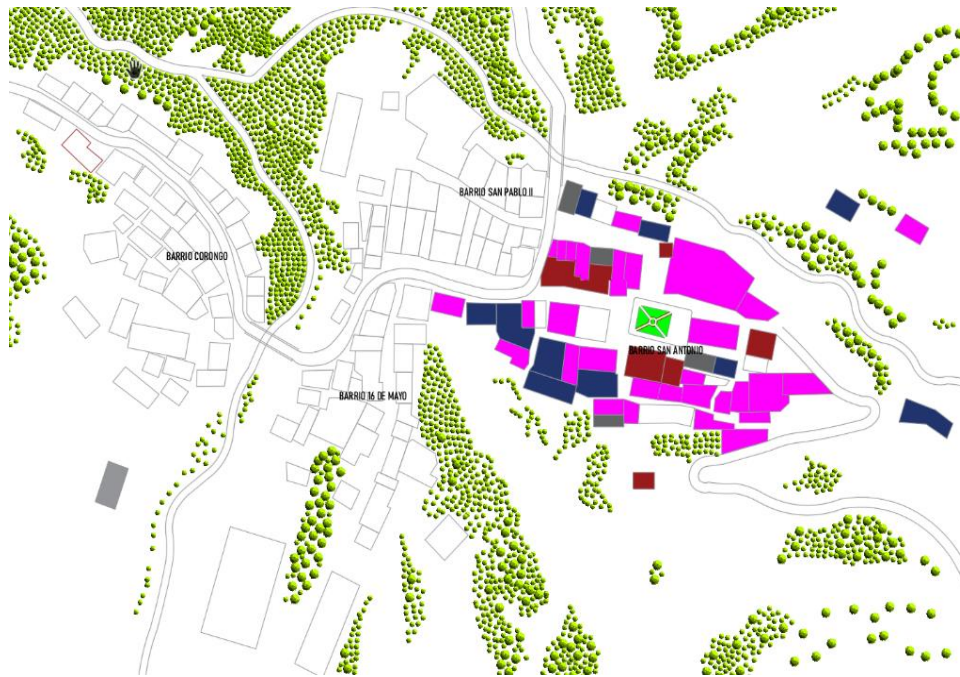 BARRIO SAN PABLO II
BARRIO CORONGO
BARRIO SAN ANTONIO
BARRIO 16 DE MAYO